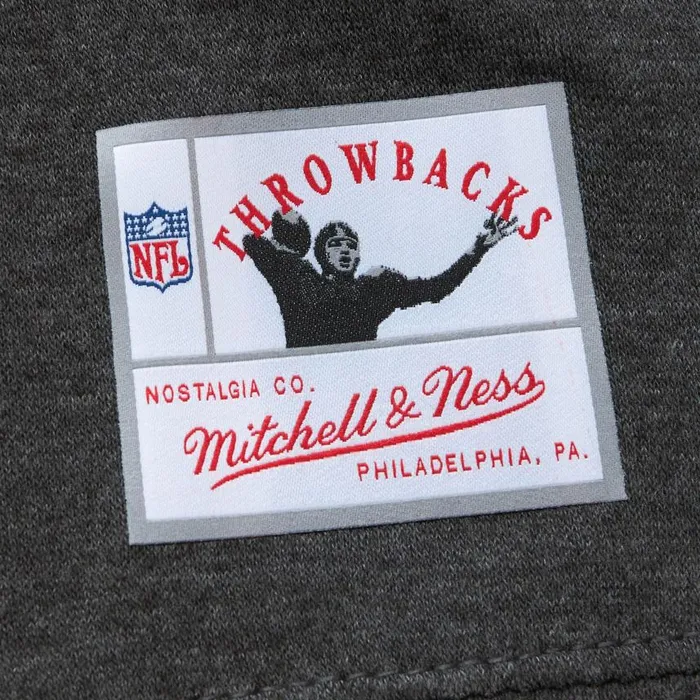 THROWBACKS
NFL
NOSTALGIA CO.
Mitchell & Ness
PHILADELPHIA, PA.